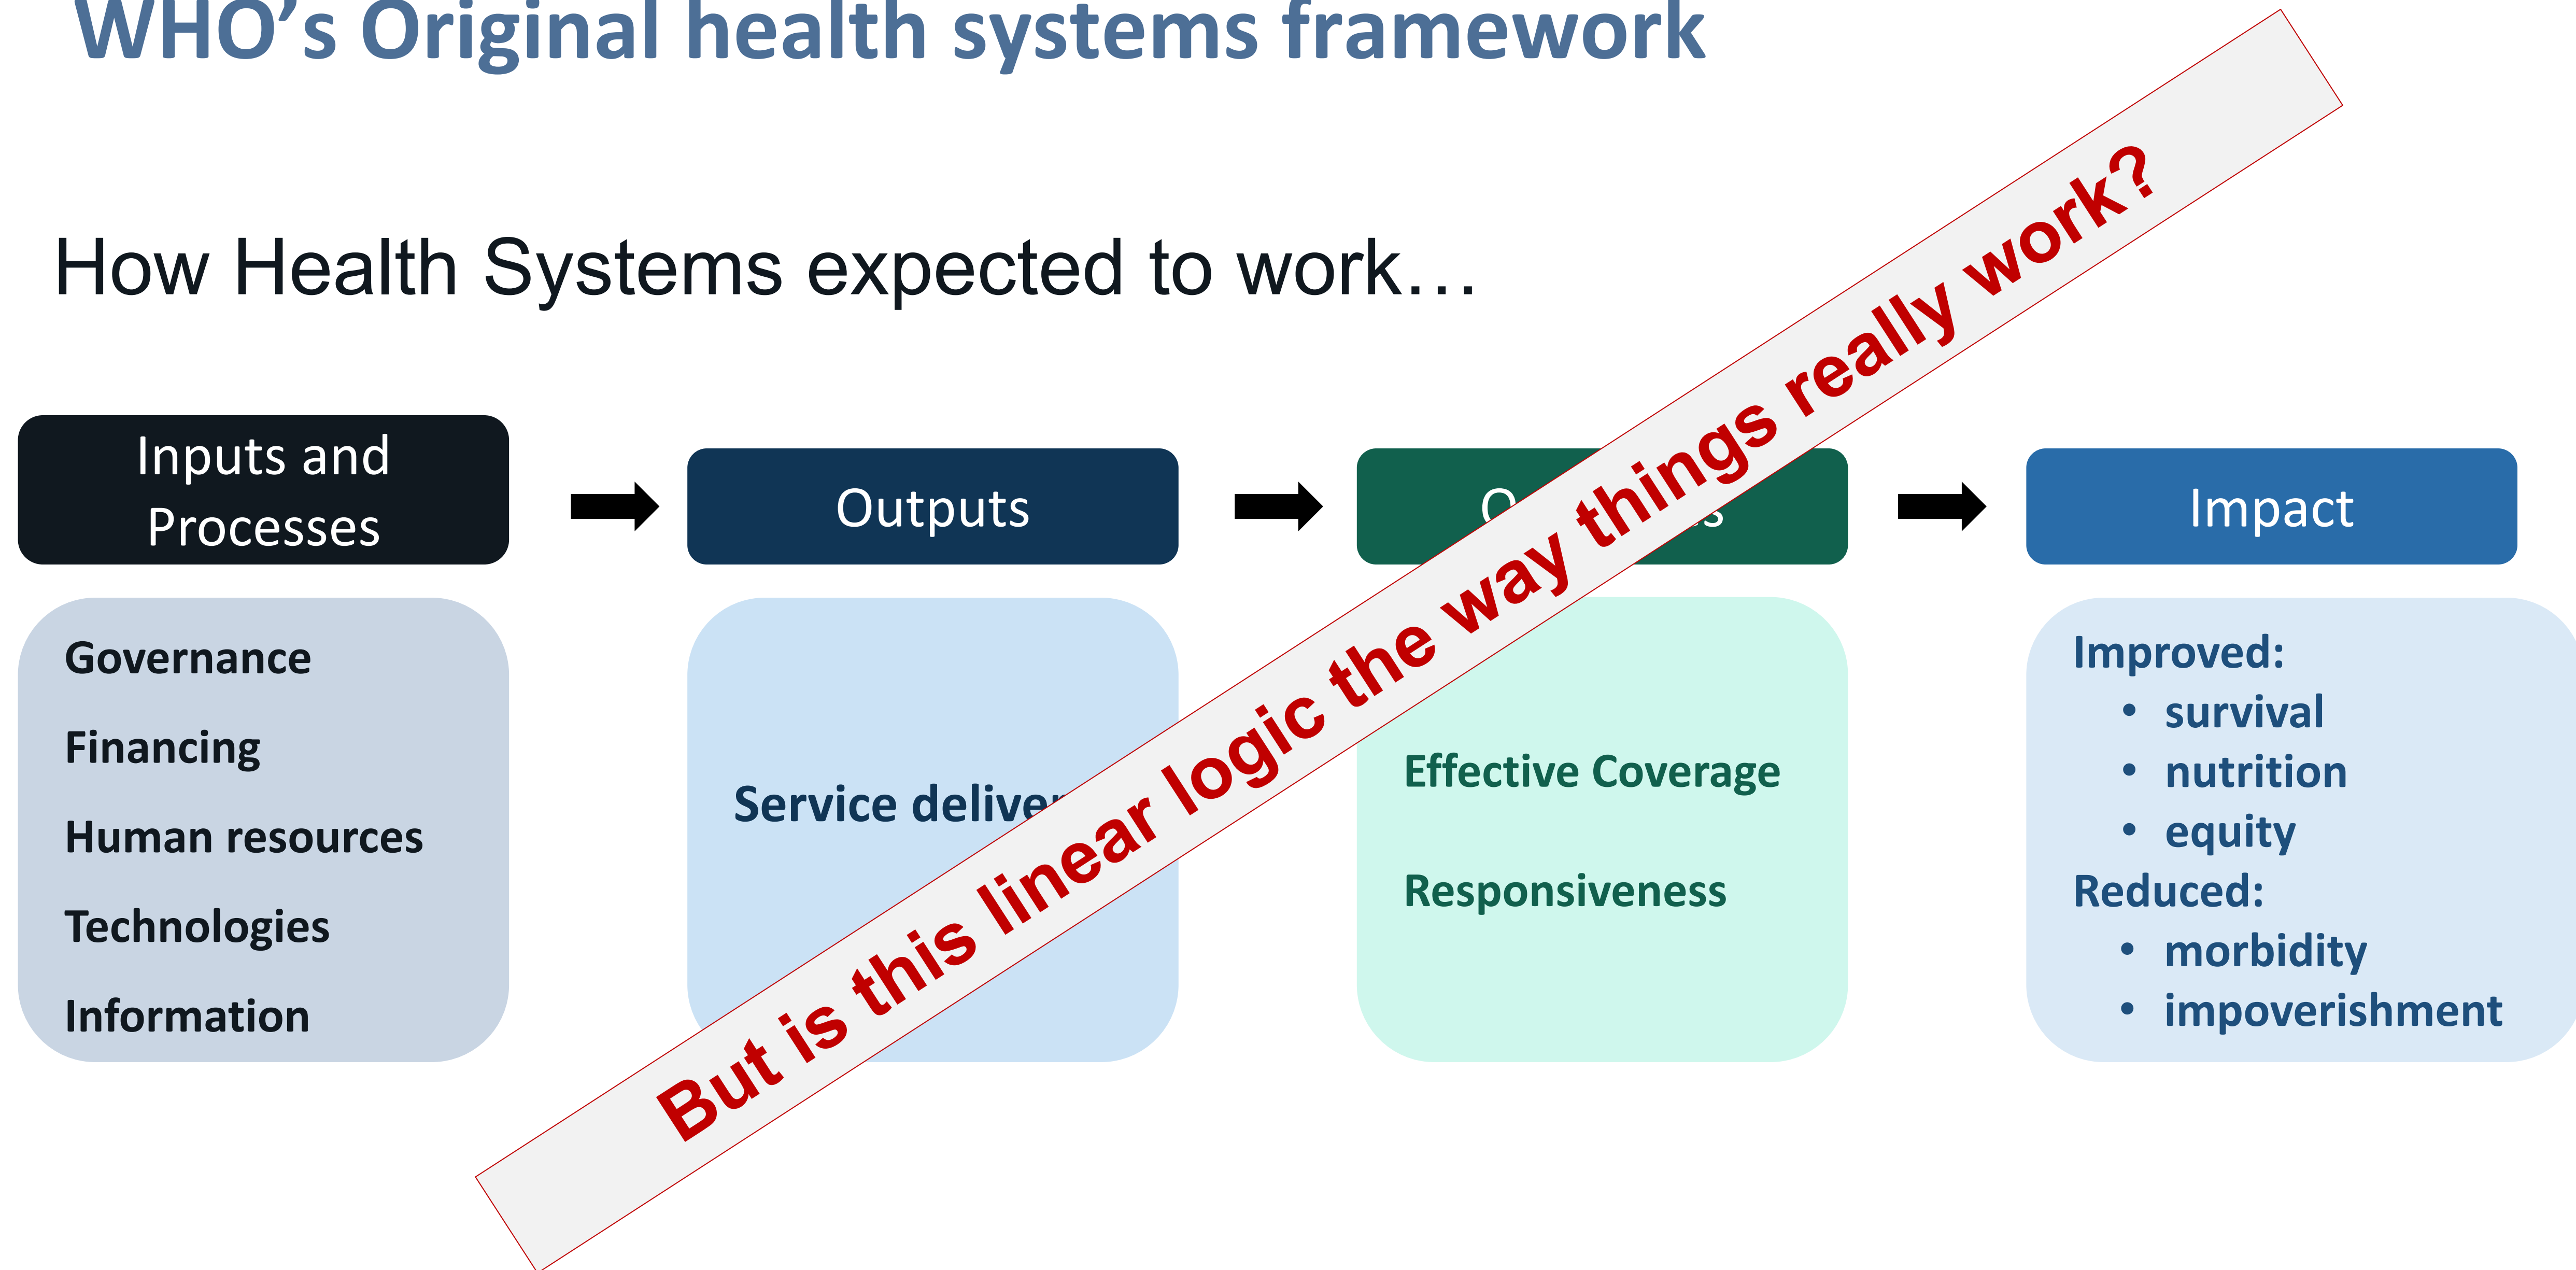 WHO’s Original health systems framework
How Health Systems expected to work…
Inputs and
Processes
Outputs
Impact
Governance
Financing
Human resources
Technologies
Information
Service
Effective Coverage
Responsiveness
Improved:
• survival
• nutrition
• equity
Reduced:
• morbidity
• impoverishment
But is this linear logic the way things really work?